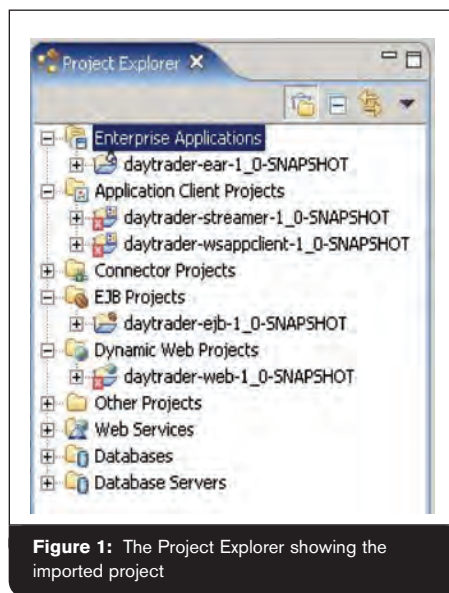 Project Explorer
Enterprise Applications
daytrader-ear-1_0-SNAPSHOT
Application Client Projects
daytrader-streamer-1_0-SNAPSHOT
daytrader-wsappclient-1_0-SNAPSHOT
Connector Projects
EJB Projects
daytrader-ejb-1_0-SNAPSHOT
Dynamic Web Projects
daytrader-web-1_0-SNAPSHOT
Other Projects
Web Services
Databases
Database Servers
Figure 1: The Project Explorer showing the
imported project